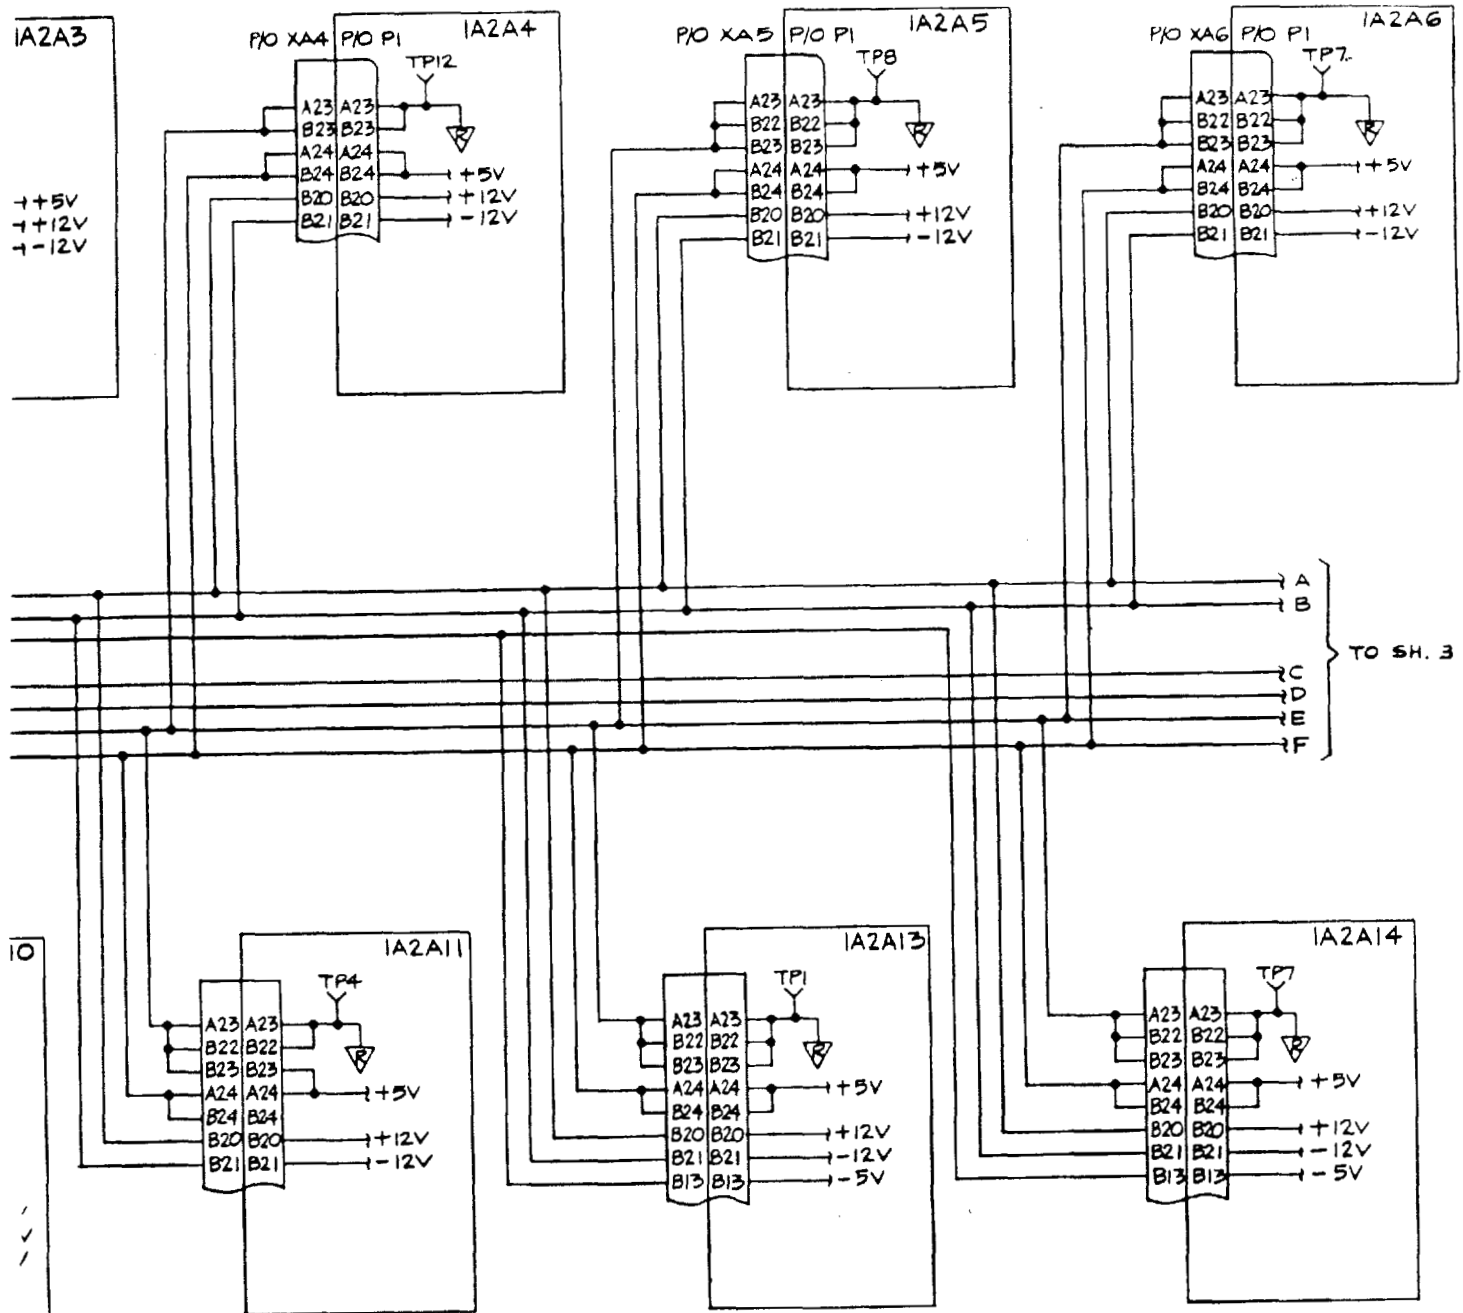 1A2A3
+5V
+12V
-12V
P/O XA4 P/O P1
1A2A4
TP12
A23 A23
B23 B23
A24 A24
B24 B24 +5V
B20 B20 +12V
B21 B21 -12V
R
P/O XA5 P/O P1
1A2A5
TP8
A23 A23
B22 B22
B23 B23
A24 A24 +5V
B24 B24
B20 B20 +12V
B21 B21 -12V
R
P/O XA6 P/O P1
1A2A6
TP7
A23 A23
B22 B22
B23 B23
A24 A24 +5V
B24 B24
B20 B20 +12V
B21 B21 -12V
R
A
B
C
D
E
F
TO SH. 3
10
1A2A11
TP4
A23 A23
B22 B22
B23 B23
A24 A24 +5V
B24 B24
B20 B20 +12V
B21 B21 -12V
R
1A2A13
TP1
A23 A23
B22 B22
B23 B23
A24 A24 +5V
B24 B24
B20 B20 +12V
B21 B21 -12V
B13 B13 -5V
R
1A2A14
TP7
A23 A23
B22 B22
B23 B23
A24 A24 +5V
B24 B24
B20 B20 +12V
B21 B21 -12V
B13 B13 -5V
R